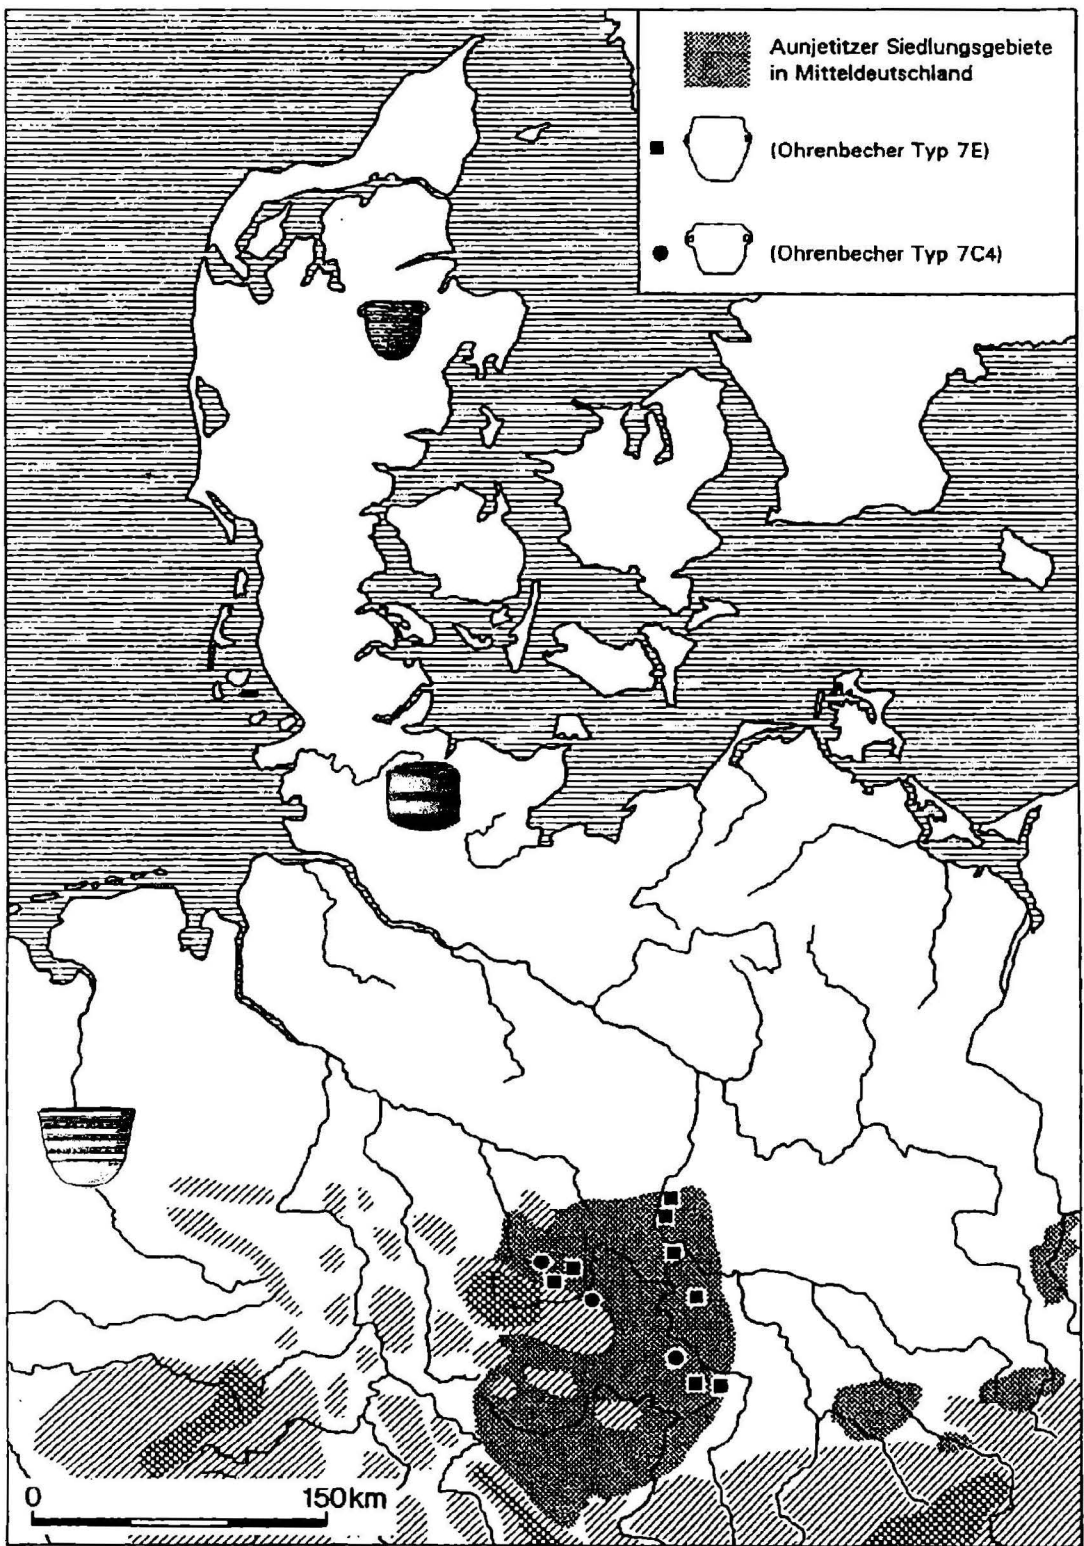 Aunjetitzer Siedlungsgebiete
in Mitteldeutschland
(Ohrenbecher Typ 7E)
(Ohrenbecher Typ 7C4)
0 150km